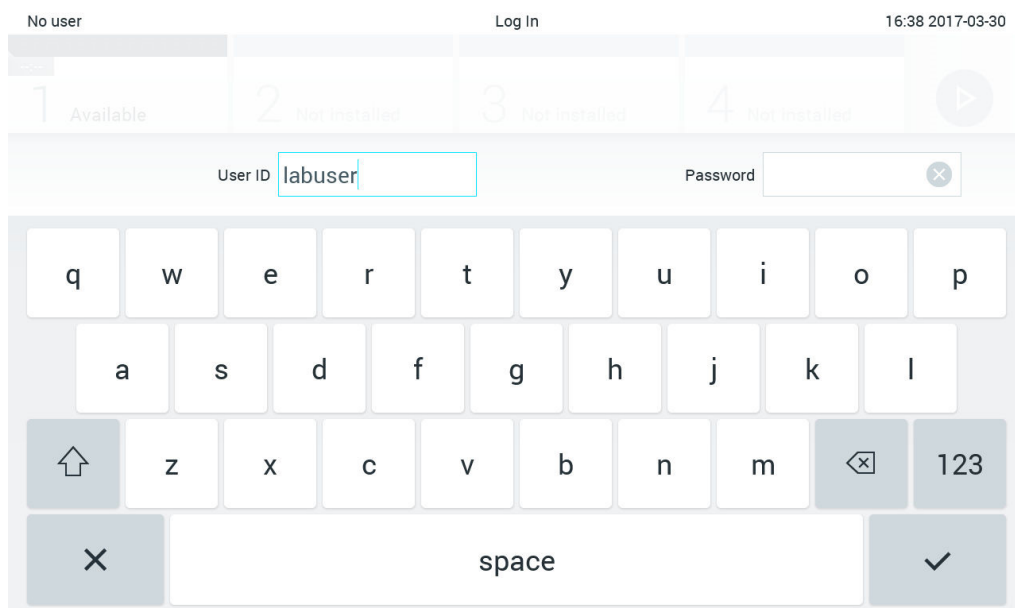 No user Log In 16:38 2017-03-30
--:--
1 Available 2 Not installed 3 Not installed 4 Not installed
User ID labuser Password
q w e r t y u i o p
a s d f g h j k l
z x c v b n m 123
space